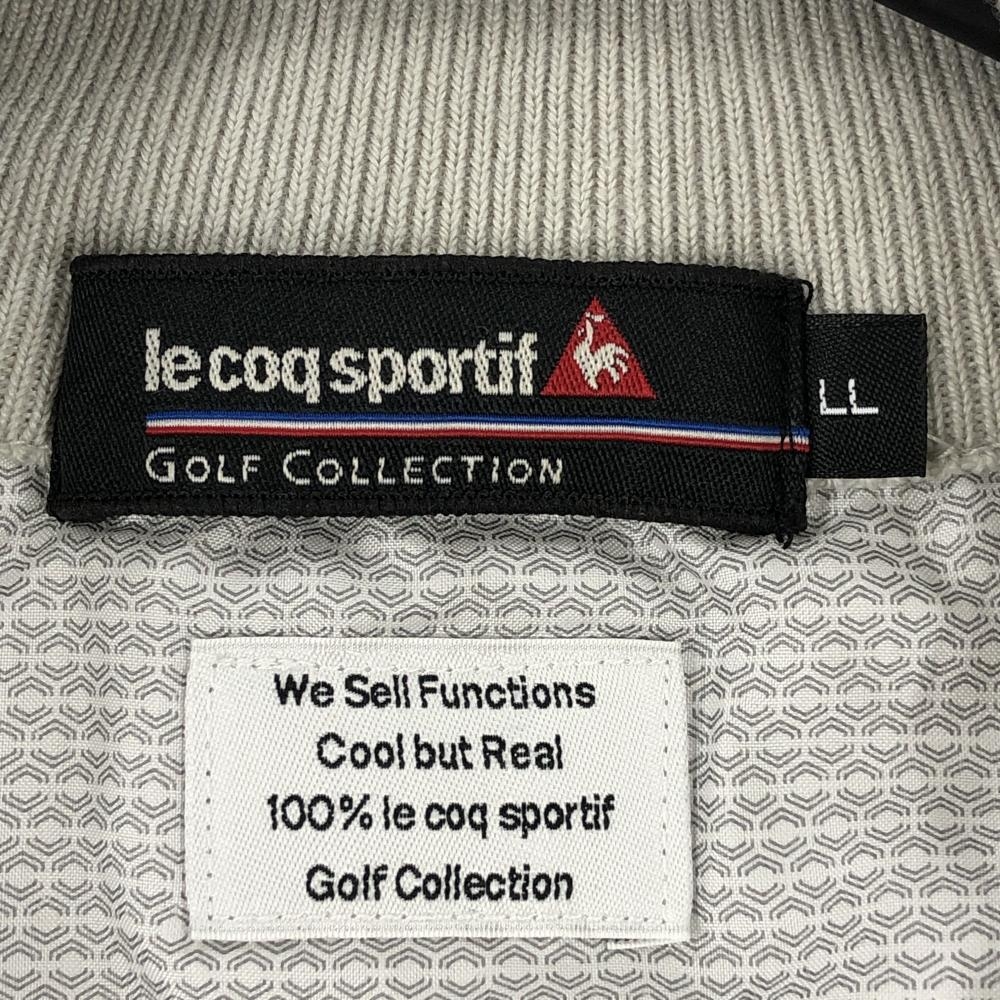 le coq sportif
GOLF COLLECTION
LL
We Sell Functions
Cool but Real
100% le coq sportif
Golf Collection